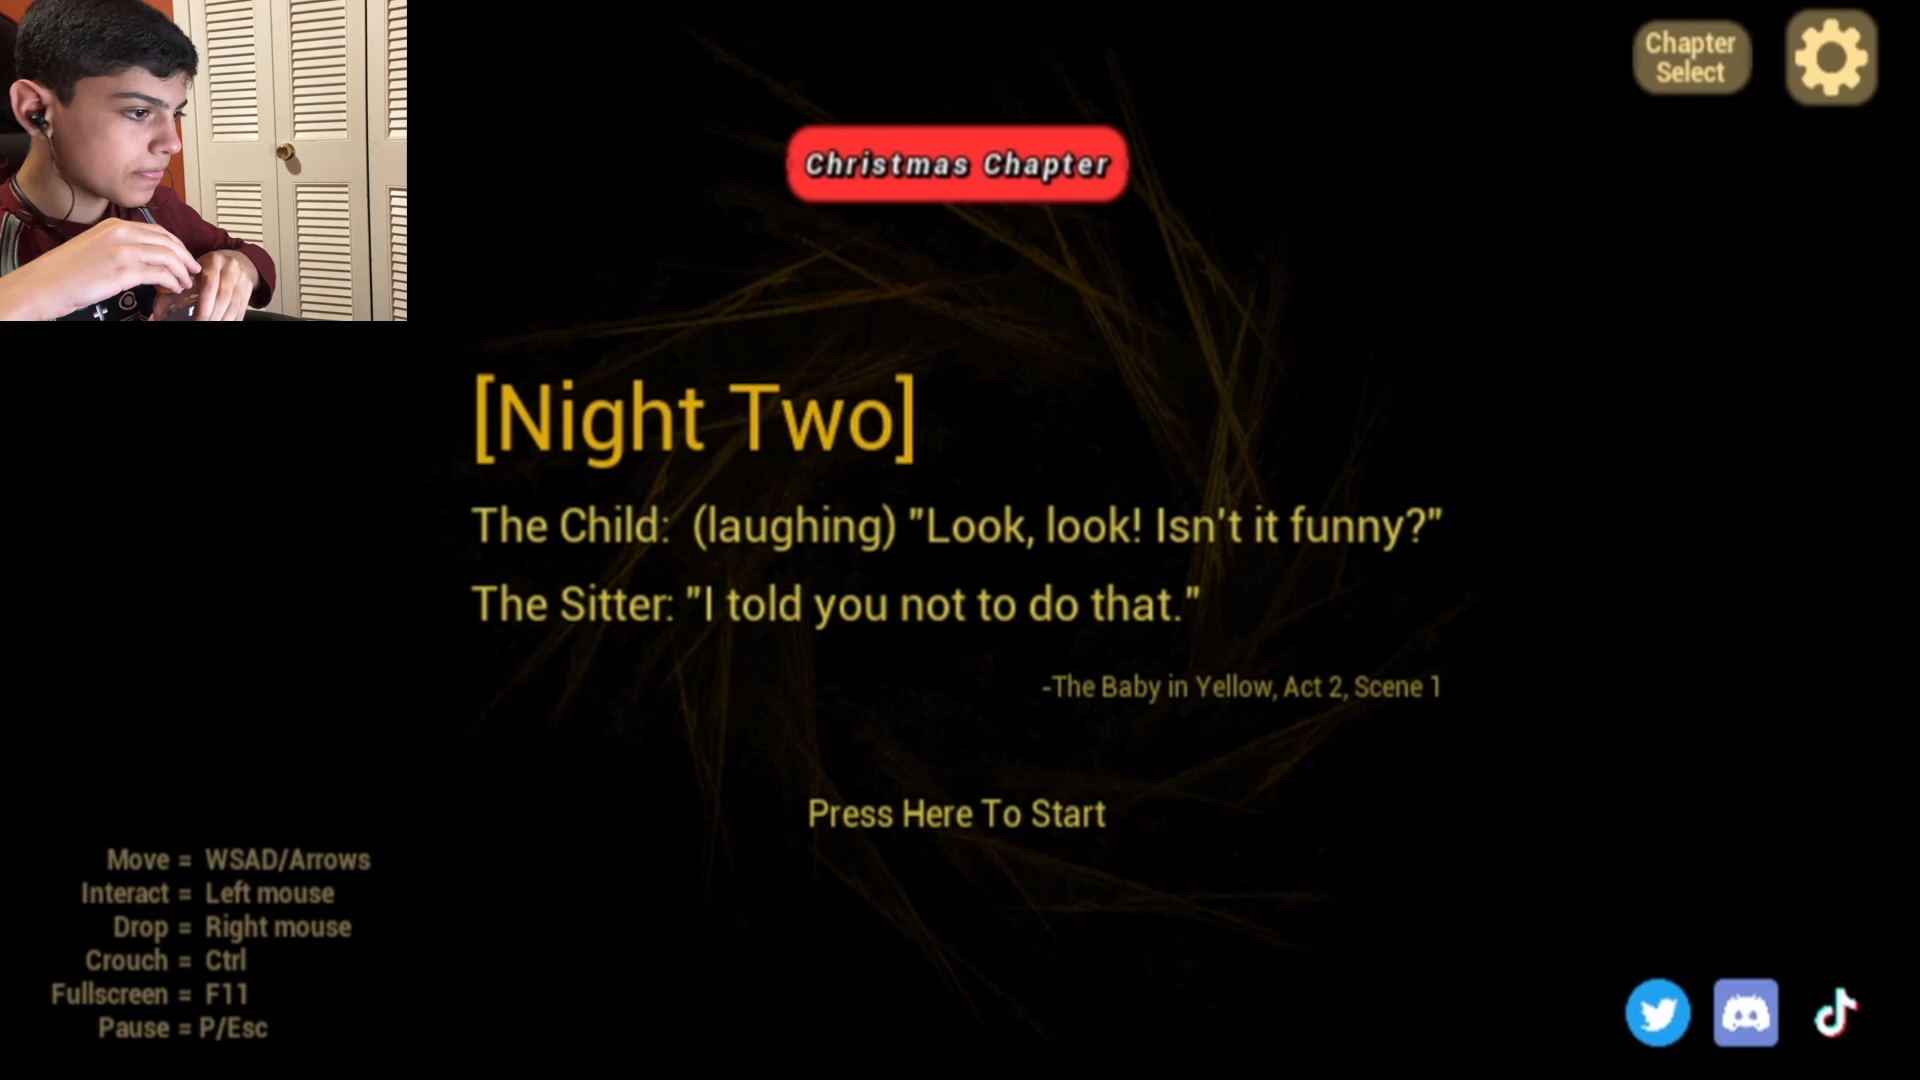 Chapter
Select
Christmas Chapter
[Night Two]
The Child:  (laughing) "Look, look! Isn't it funny?"
The Sitter: "I told you not to do that."
-The Baby in Yellow, Act 2, Scene 1
Press Here To Start
Move = WSAD/Arrows
Interact = Left mouse
Drop = Right mouse
Crouch = Ctrl
Fullscreen = F11
Pause = P/Esc